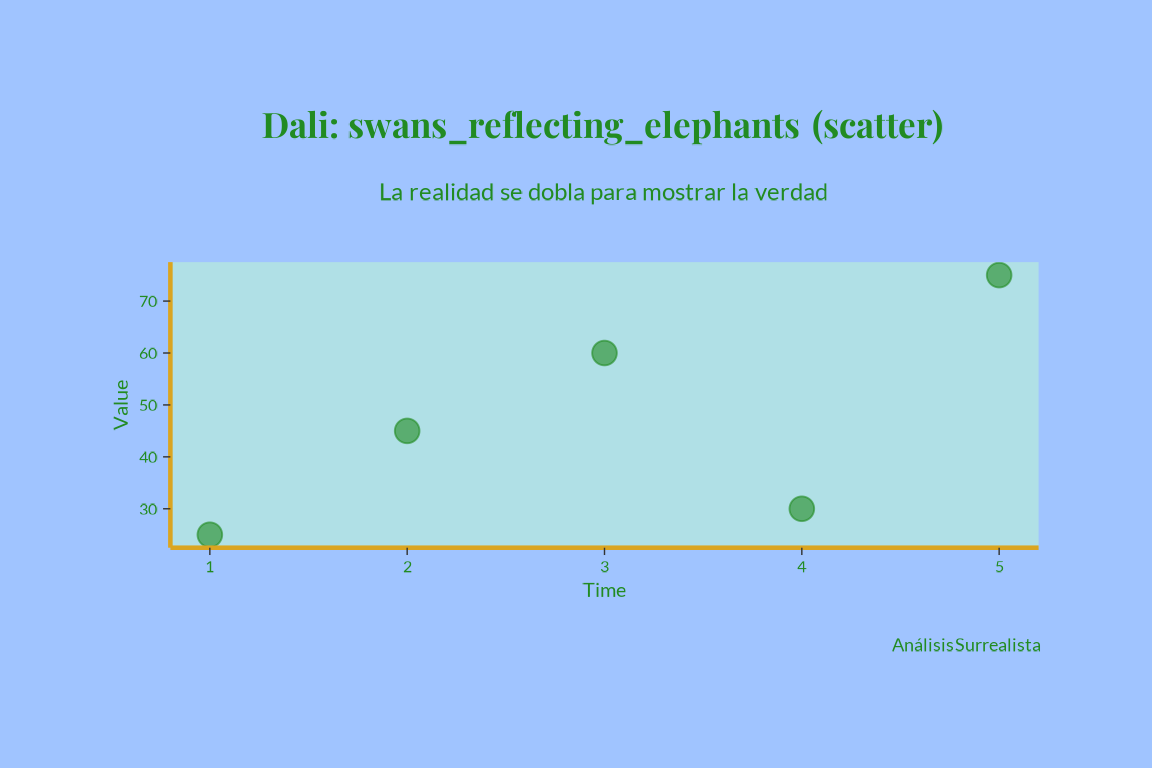 Dali: swans_reflecting_elephants (scatter)
La realidad se dobla para mostrar la verdad
70
60
50
40
30
Value
1 2 3 4 5
Time
AnálisisSurrealista